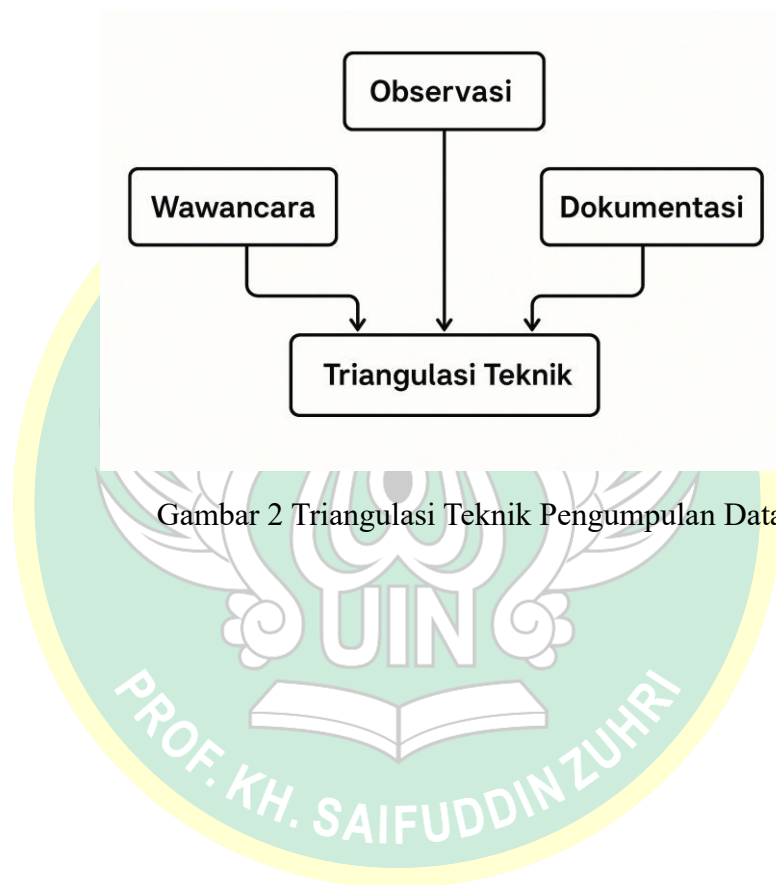 Observasi
Wawancara
Dokumentasi
Triangulasi Teknik
Gambar 2 Triangulasi Teknik Pengumpulan Data
UIN
PROF. KH. SAIFUDDIN ZUHRI